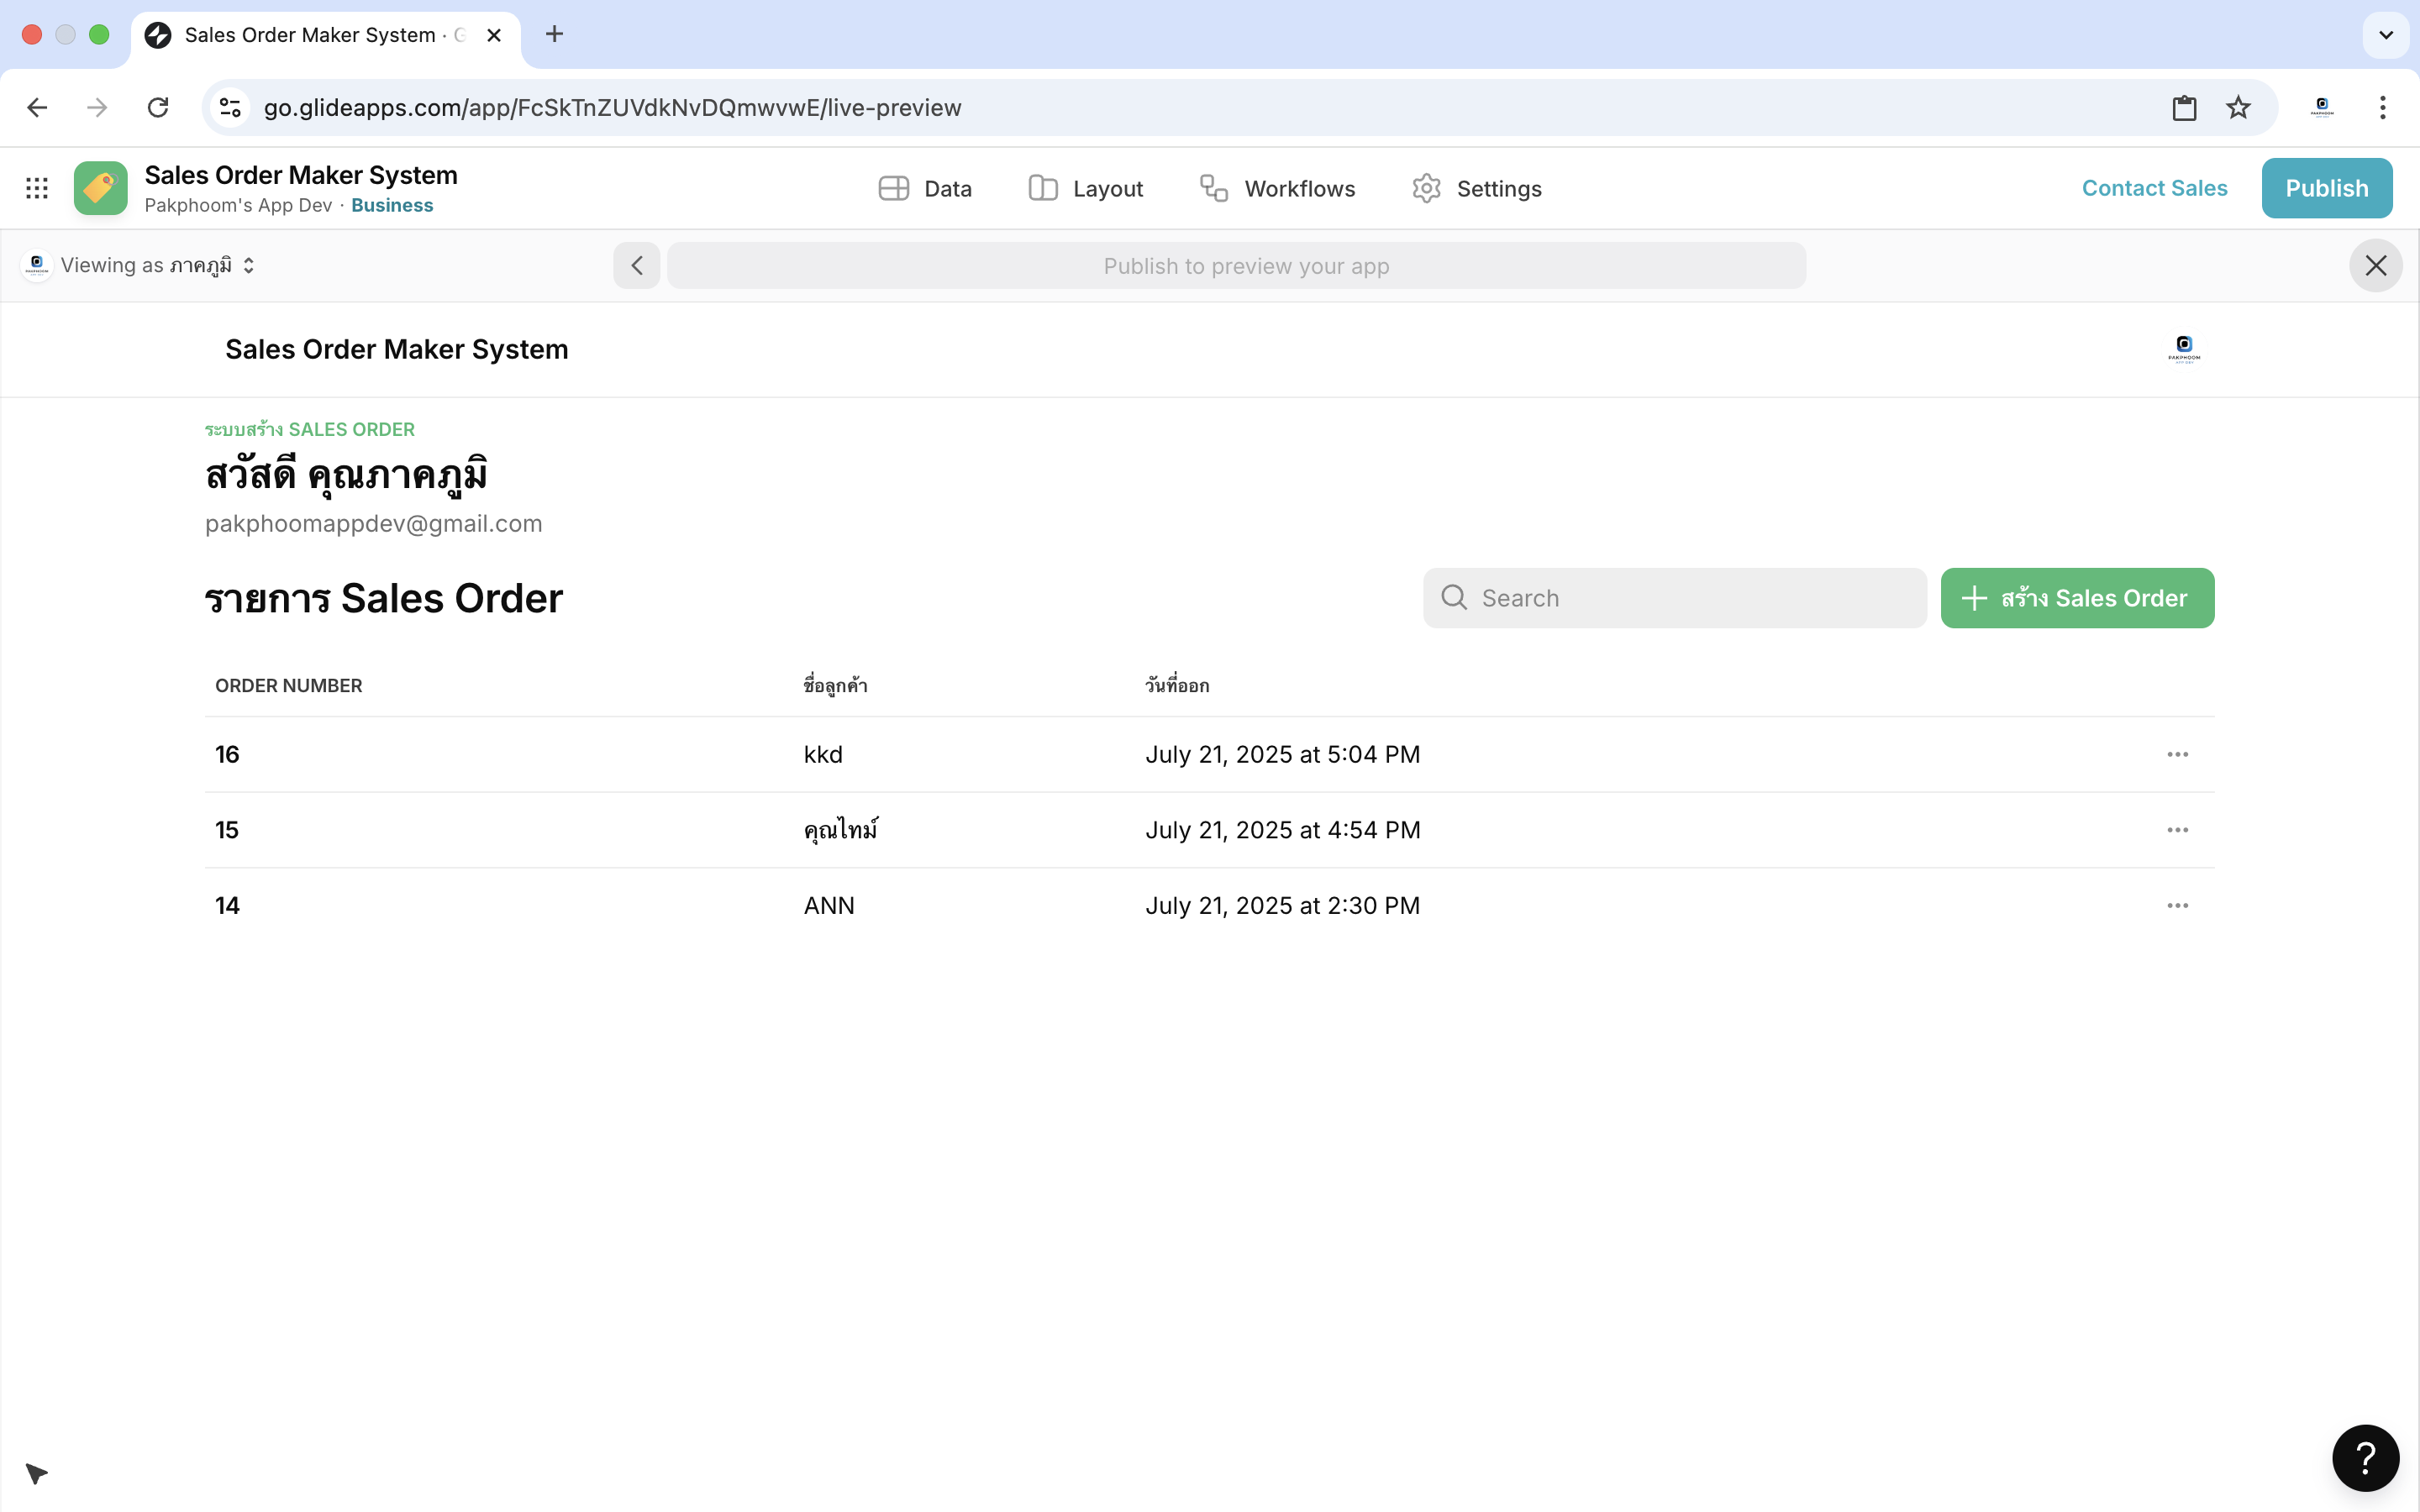 Sales Order Maker System · G
go.glideapps.com/app/FcSkTnZUVdkNvDQmwvwE/live-preview
Sales Order Maker System
Pakphoom's App Dev · Business
Data Layout Workflows Settings
Contact Sales Publish
Viewing as ภาคภูมิ
Publish to preview your app
Sales Order Maker System
PAKPHOOM
ระบบสร้าง SALES ORDER
สวัสดี คุณภาคภูมิ
pakphoomappdev@gmail.com
รายการ Sales Order
Search
สร้าง Sales Order
ORDER NUMBER ชื่อลูกค้า วันที่ออก
16 kkd July 21, 2025 at 5:04 PM
15 คุณไทม์ July 21, 2025 at 4:54 PM
14 ANN July 21, 2025 at 2:30 PM
?